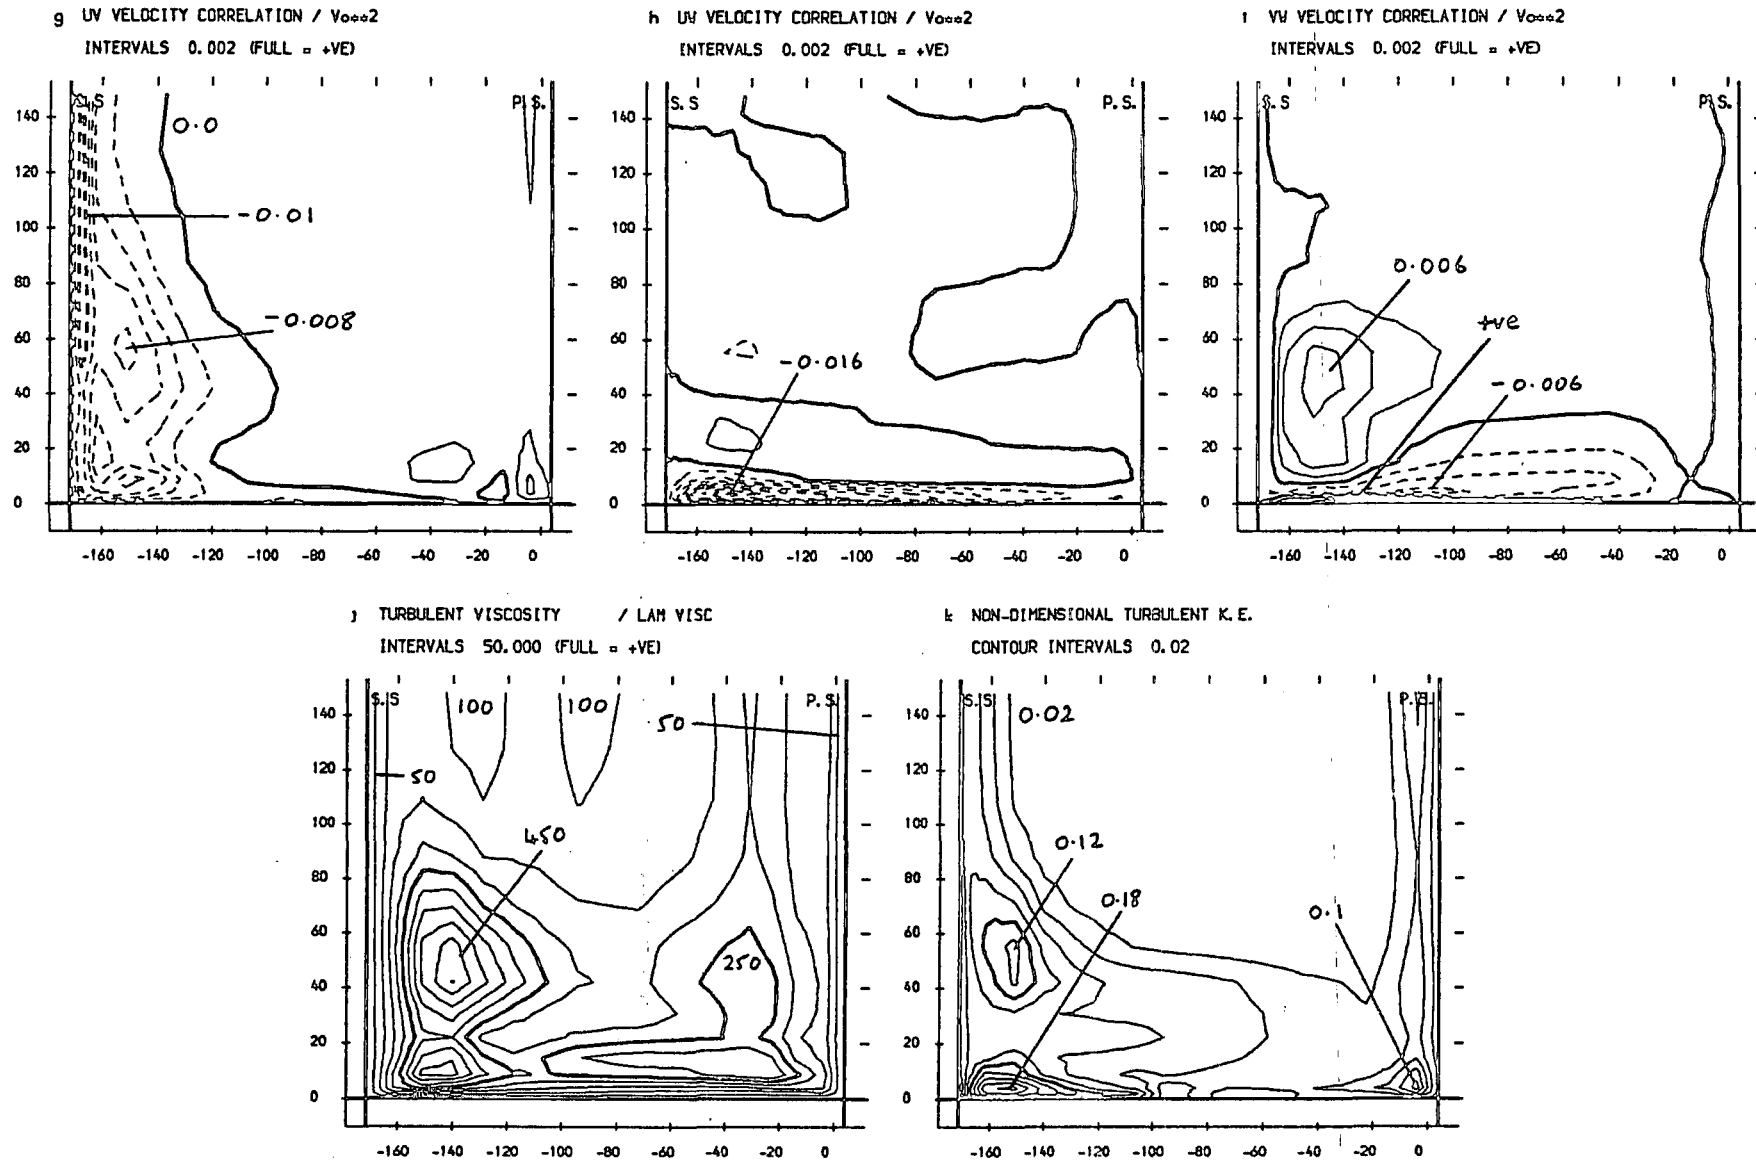 g UV VELOCITY CORRELATION / Vo**2
INTERVALS 0.002 (FULL = +VE)
S.S
P.S.
0.0
-0.01
-0.008
140
120
100
80
60
40
20
0
-160 -140 -120 -100 -80 -60 -40 -20 0
h UW VELOCITY CORRELATION / Vo**2
INTERVALS 0.002 (FULL = +VE)
S.S
P.S.
-0.016
140
120
100
80
60
40
20
0
-160 -140 -120 -100 -80 -60 -40 -20 0
i VW VELOCITY CORRELATION / Vo**2
INTERVALS 0.002 (FULL = +VE)
S.S
P.S.
0.006
+ve
-0.006
140
120
100
80
60
40
20
0
-160 -140 -120 -100 -80 -60 -40 -20 0
j TURBULENT VISCOSITY / LAM VISC
INTERVALS 50.000 (FULL = +VE)
S.S
P.S.
100
100
50
50
450
250
140
120
100
80
60
40
20
0
-160 -140 -120 -100 -80 -60 -40 -20 0
k NON-DIMENSIONAL TURBULENT K.E.
CONTOUR INTERVALS 0.02
S.S
P.S.
0.02
0.12
0.18
0.1
140
120
100
80
60
40
20
0
-160 -140 -120 -100 -80 -60 -40 -20 0